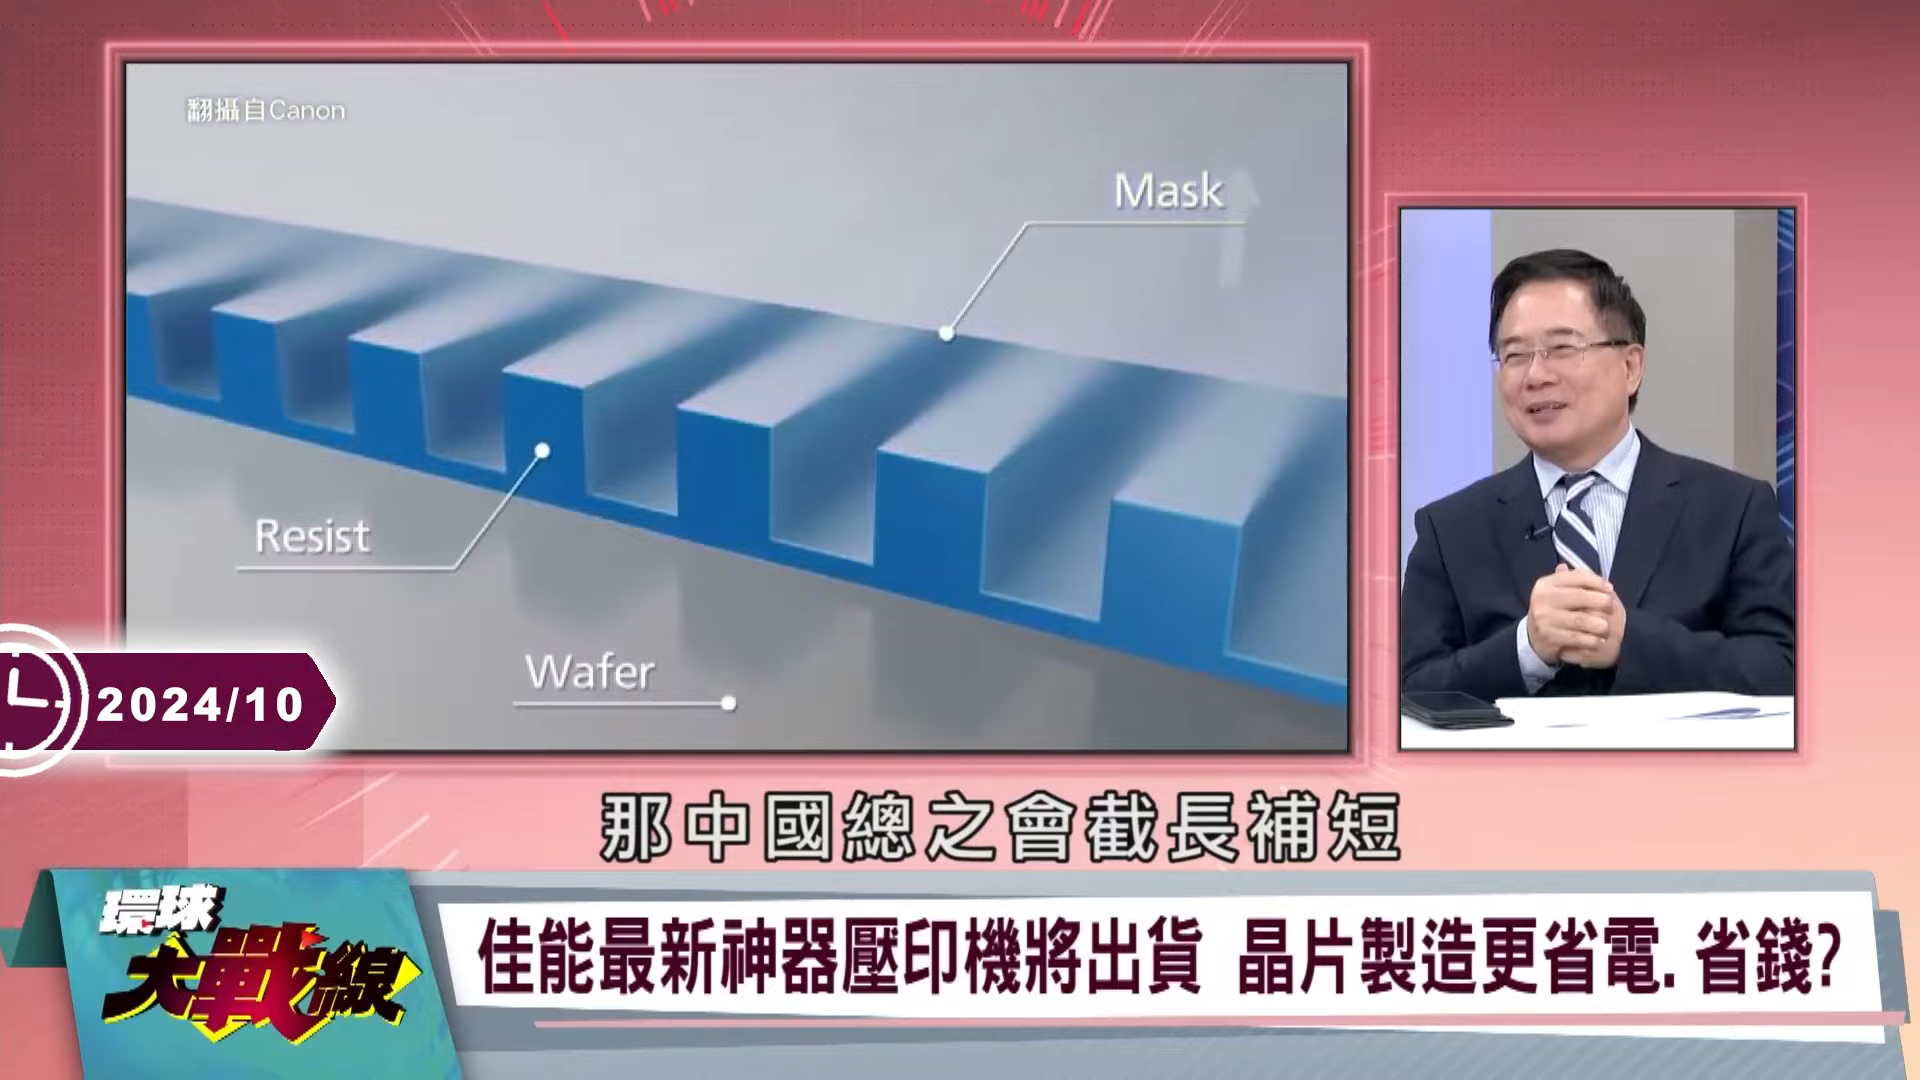 翻攝自Canon
Mask
Resist
Wafer
2024/10
那中國總之會截長補短
環球
大戰線
佳能最新神器壓印機將出貨 晶片製造更省電.省錢?